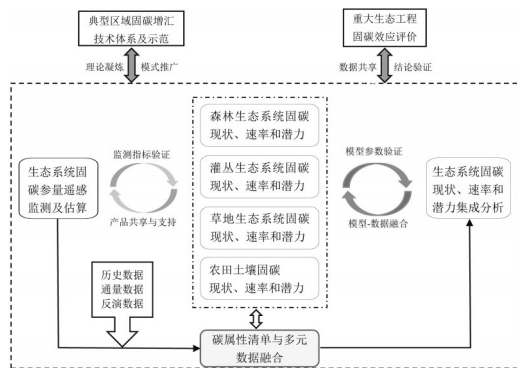 典型区域固碳增汇
技术体系及示范
重大生态工程
固碳效应评价
理论凝炼
模式推广
数据共享
结论验证
森林生态系统固碳
现状、速率和潜力
灌丛生态系统固碳
现状、速率和潜力
草地生态系统固碳
现状、速率和潜力
农田土壤固碳
现状、速率和潜力
生态系统固
碳参量遥感
监测及估算
监测指标验证
产品共享与支持
模型参数验证
模型-数据融合
生态系统固碳
现状、速率和
潜力集成分析
历史数据
通量数据
反演数据
碳属性清单与多元
数据融合